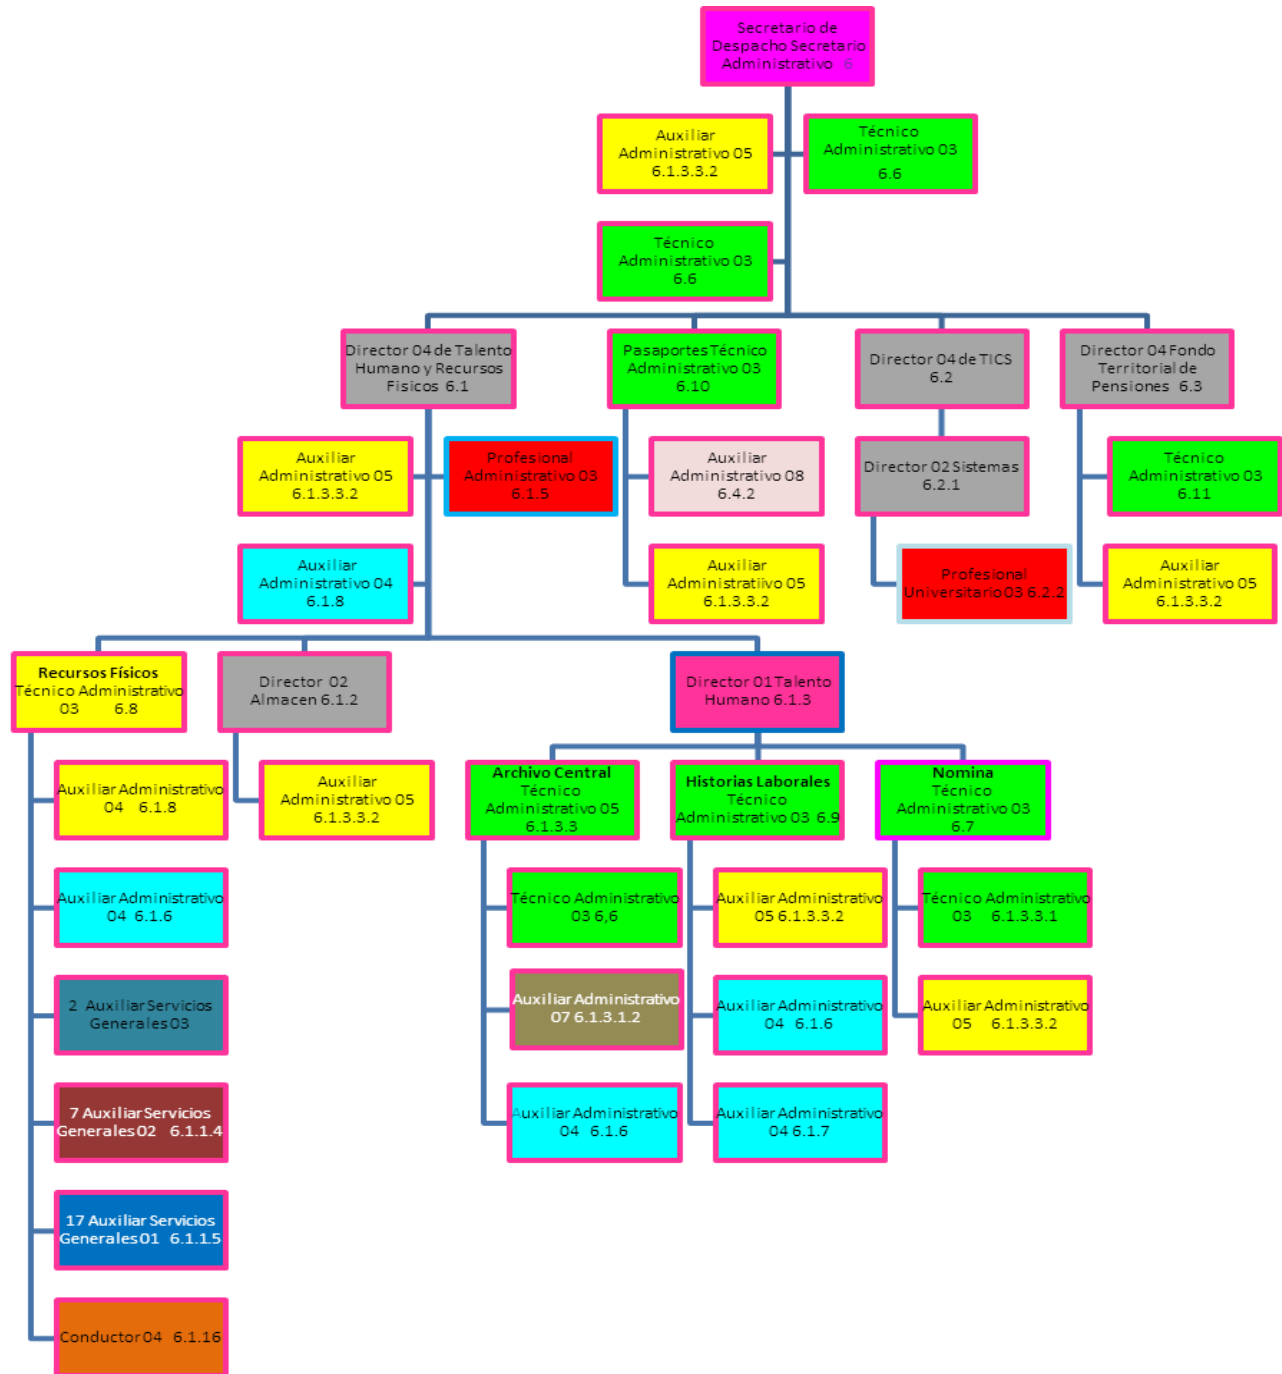 Secretario de
Despacho Secretario
Administrativo 6
Auxiliar
Administrativo 05
6.1.3.3.2
Técnico
Administrativo 03
6.6
Técnico
Administrativo 03
6.6
Director 04 de Talento
Humano y Recursos
Fisicos 6.1
Pasaportes Técnico
Administrativo 03
6.10
Director 04 de TICS
6.2
Director 04 Fondo
Territorial de
Pensiones 6.3
Auxiliar
Administrativo 05
6.1.3.3.2
Profesional
Administrativo 03
6.1.5
Auxiliar
Administrativo 08
6.4.2
Director 02 Sistemas
6.2.1
Técnico
Administrativo 03
6.11
Auxiliar
Administrativo 04
6.1.8
Auxiliar
Administratiivo 05
6.1.3.3.2
Profesional
Universitario 03 6.2.2
Auxiliar
Administrativo 05
6.1.3.3.2
Recursos Físicos
Técnico Administrativo
03 6.8
Director 02
Almacen 6.1.2
Director 01 Talento
Humano 6.1.3
Auxiliar Administrativo
04 6.1.8
Auxiliar
Administrativo 05
6.1.3.3.2
Archivo Central
Técnico
Administrativo 05
6.1.3.3
Historias Laborales
Técnico
Administrativo 03 6.9
Nomina
Técnico
Administrativo 03
6.7
Auxiliar Administrativo
04 6.1.6
Técnico Administrativo
03 6,6
Auxiliar Administrativo
05 6.1.3.3.2
Técnico Administrativo
03 6.1.3.3.1
2 Auxiliar Servicios
Generales 03
Auxiliar Administrativo
07 6.1.3.1.2
Auxiliar Administrativo
04 6.1.6
Auxiliar Administrativo
05 6.1.3.3.2
7 Auxiliar Servicios
Generales 02 6.1.1.4
Auxiliar Administrativo
04 6.1.6
Auxiliar Administrativo
04 6.1.7
17 Auxiliar Servicios
Generales 01 6.1.1.5
Conductor 04 6.1.16